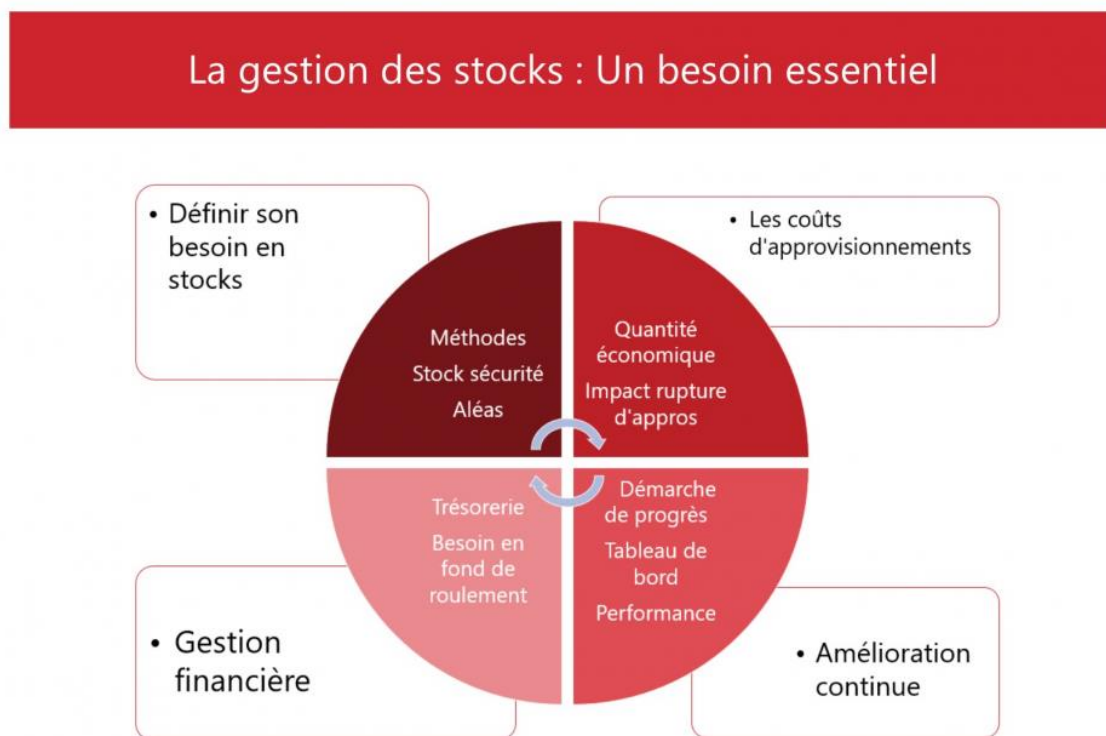 La gestion des stocks : Un besoin essentiel
• Définir son
besoin en
stocks
• Les coûts
d'approvisionnements
Méthodes
Stock sécurité
Aléas
Quantité
économique
Impact rupture
d'appros
Trésorerie
Besoin en
fond de
roulement
Démarche
de progrès
Tableau de
bord
Performance
• Gestion
financière
• Amélioration
continue